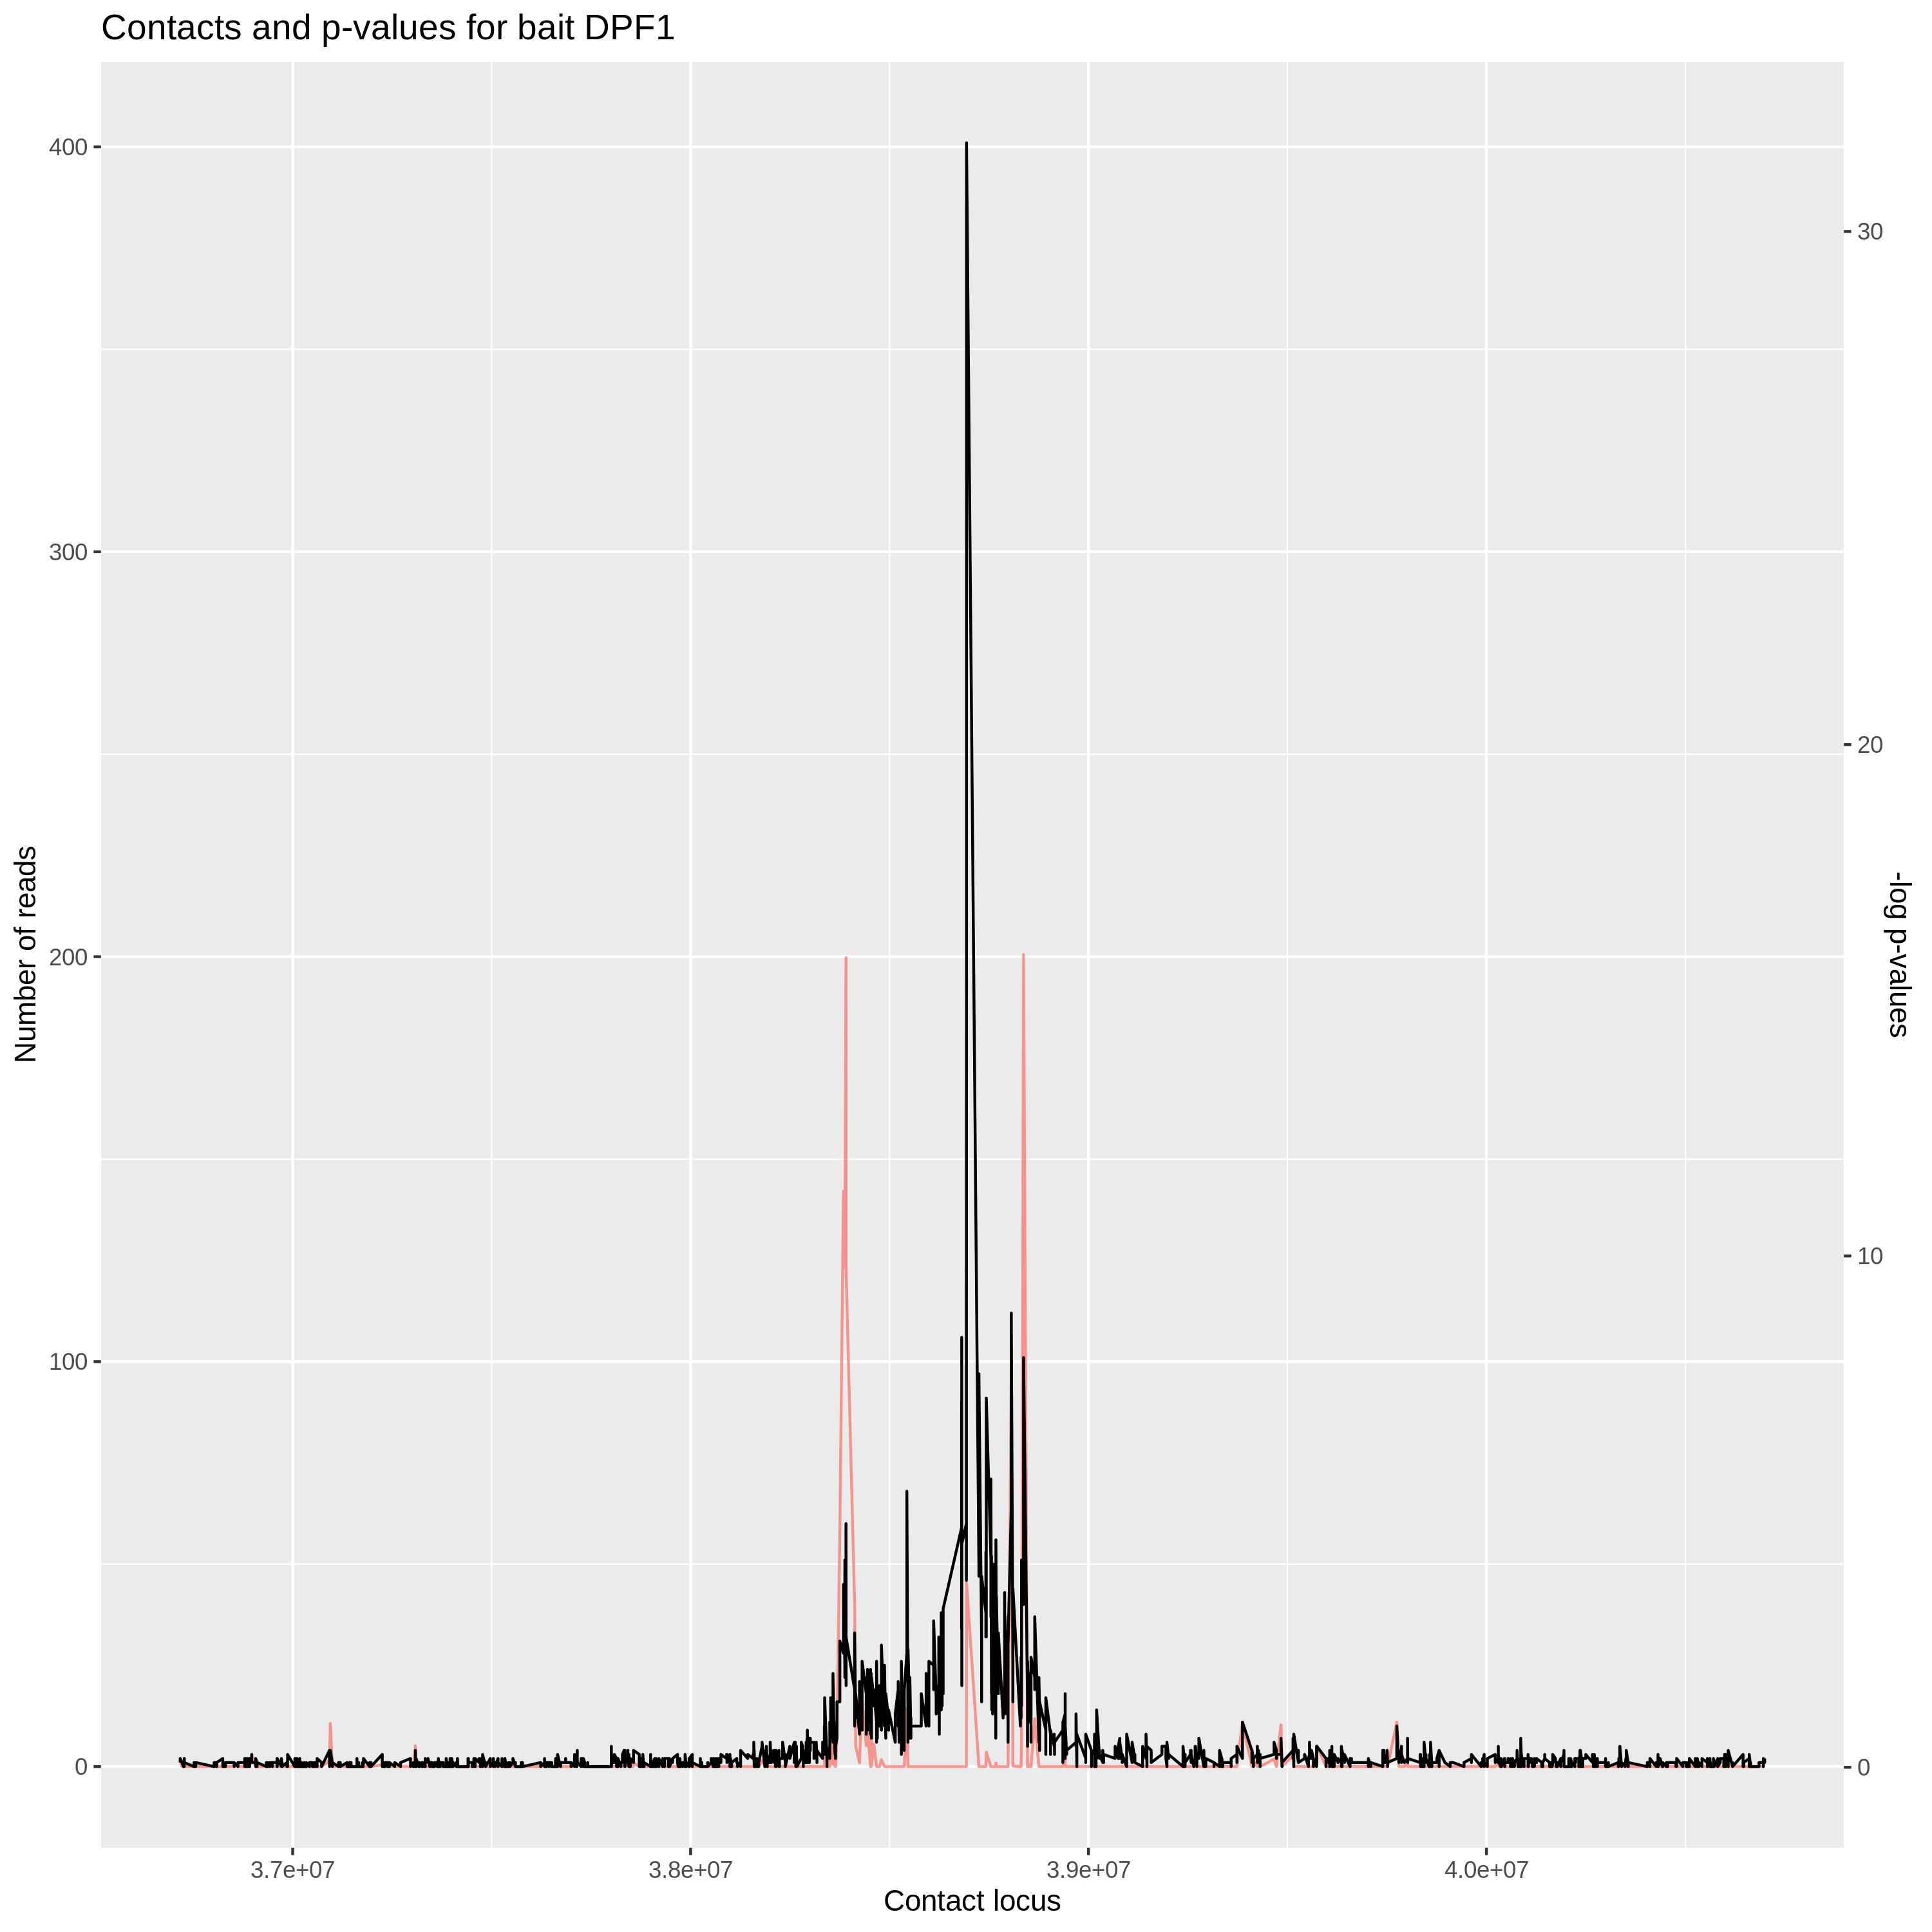 Contacts and p-values for bait DPF1
400
300
200
100
0
Number of reads
30
20
10
0
-log p-values
3.7e+07
3.8e+07
3.9e+07
4.0e+07
Contact locus